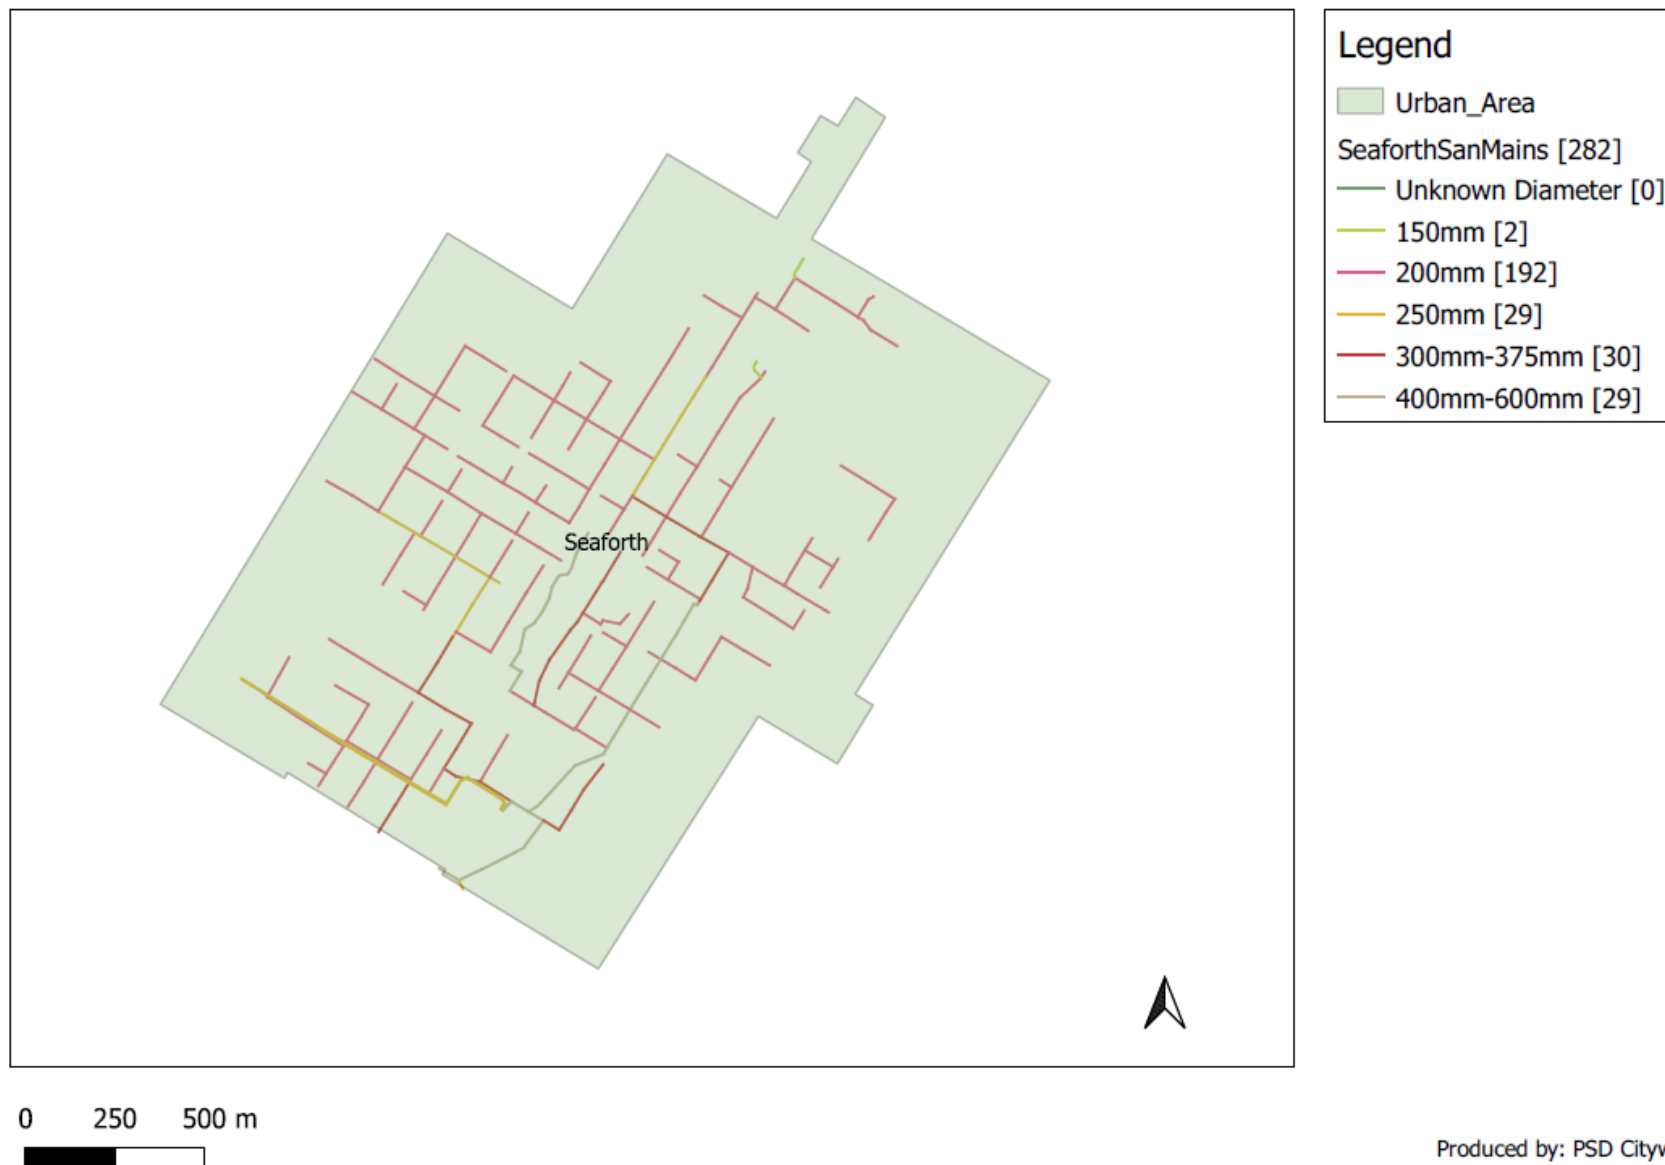 Legend
Urban_Area
SeaforthSanMains [282]
Unknown Diameter [0]
150mm [2]
200mm [192]
250mm [29]
300mm-375mm [30]
400mm-600mm [29]
Seaforth
0 250 500 m
Produced by: PSD